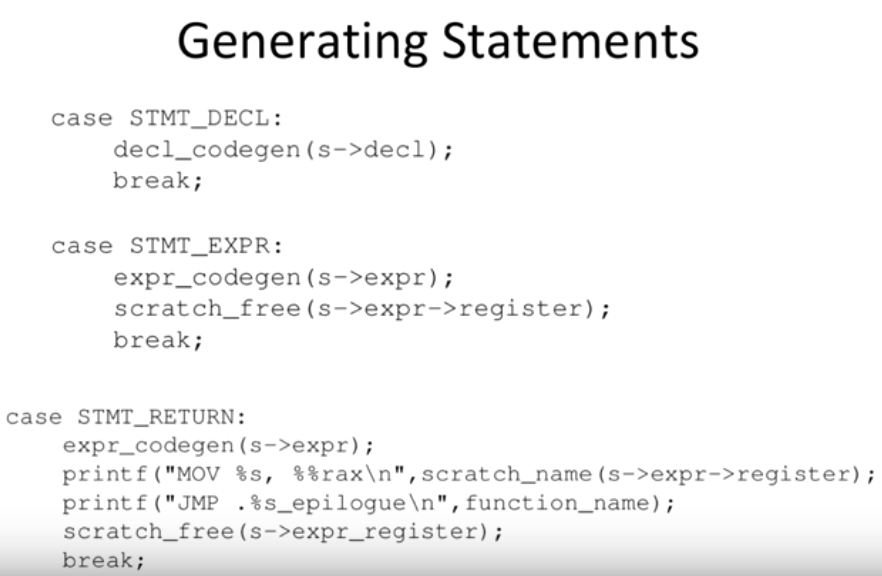 Generating Statements
case STMT_DECL:
decl_codegen(s->decl);
break;
case STMT_EXPR:
expr_codegen(s->expr);
scratch_free(s->expr->register);
break;
case STMT_RETURN:
expr_codegen(s->expr);
printf("MOV %s, %%rax\n",scratch_name(s->expr->register);
printf("JMP .%s_epilogue\n",function_name);
scratch_free(s->expr_register);
break;